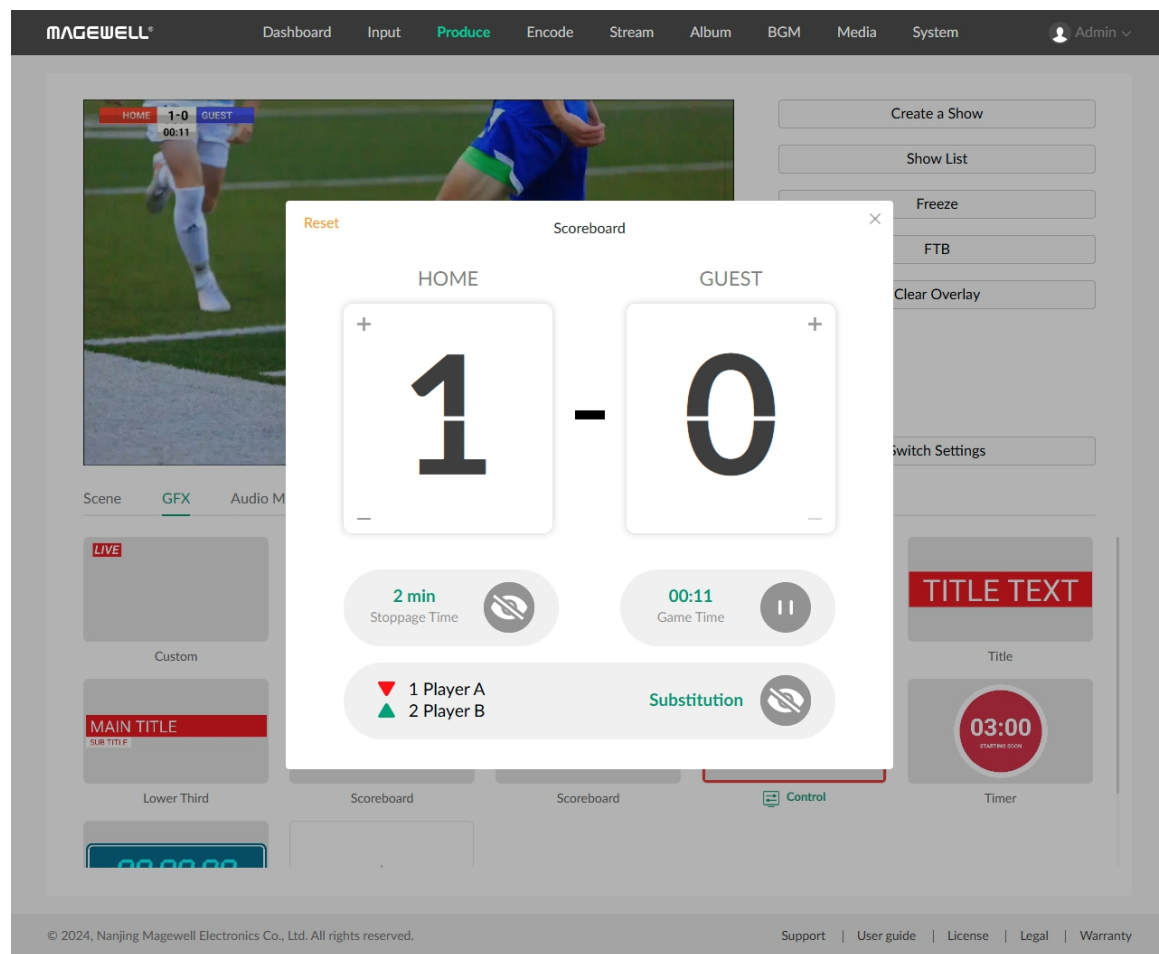 MAGEWELL®
Dashboard
Input
Produce
Encode
Stream
Album
BGM
Media
System
Admin
HOME 1-0 GUEST
00:11
Create a Show
Show List
Freeze
FTB
Clear Overlay
Switch Settings
Reset
Scoreboard
HOME
GUEST
+
+
1 - 0
2 min
Stoppage Time
00:11
Game Time
1 Player A
2 Player B
Substitution
Scene
GFX
Audio M
LIVE
Custom
TITLE TEXT
Title
MAIN TITLE
SUB TITLE
Lower Third
Scoreboard
Scoreboard
Control
03:00
STARTING SOON
Timer
© 2024, Nanjing Magewell Electronics Co., Ltd. All rights reserved.
Support | User guide | License | Legal | Warranty